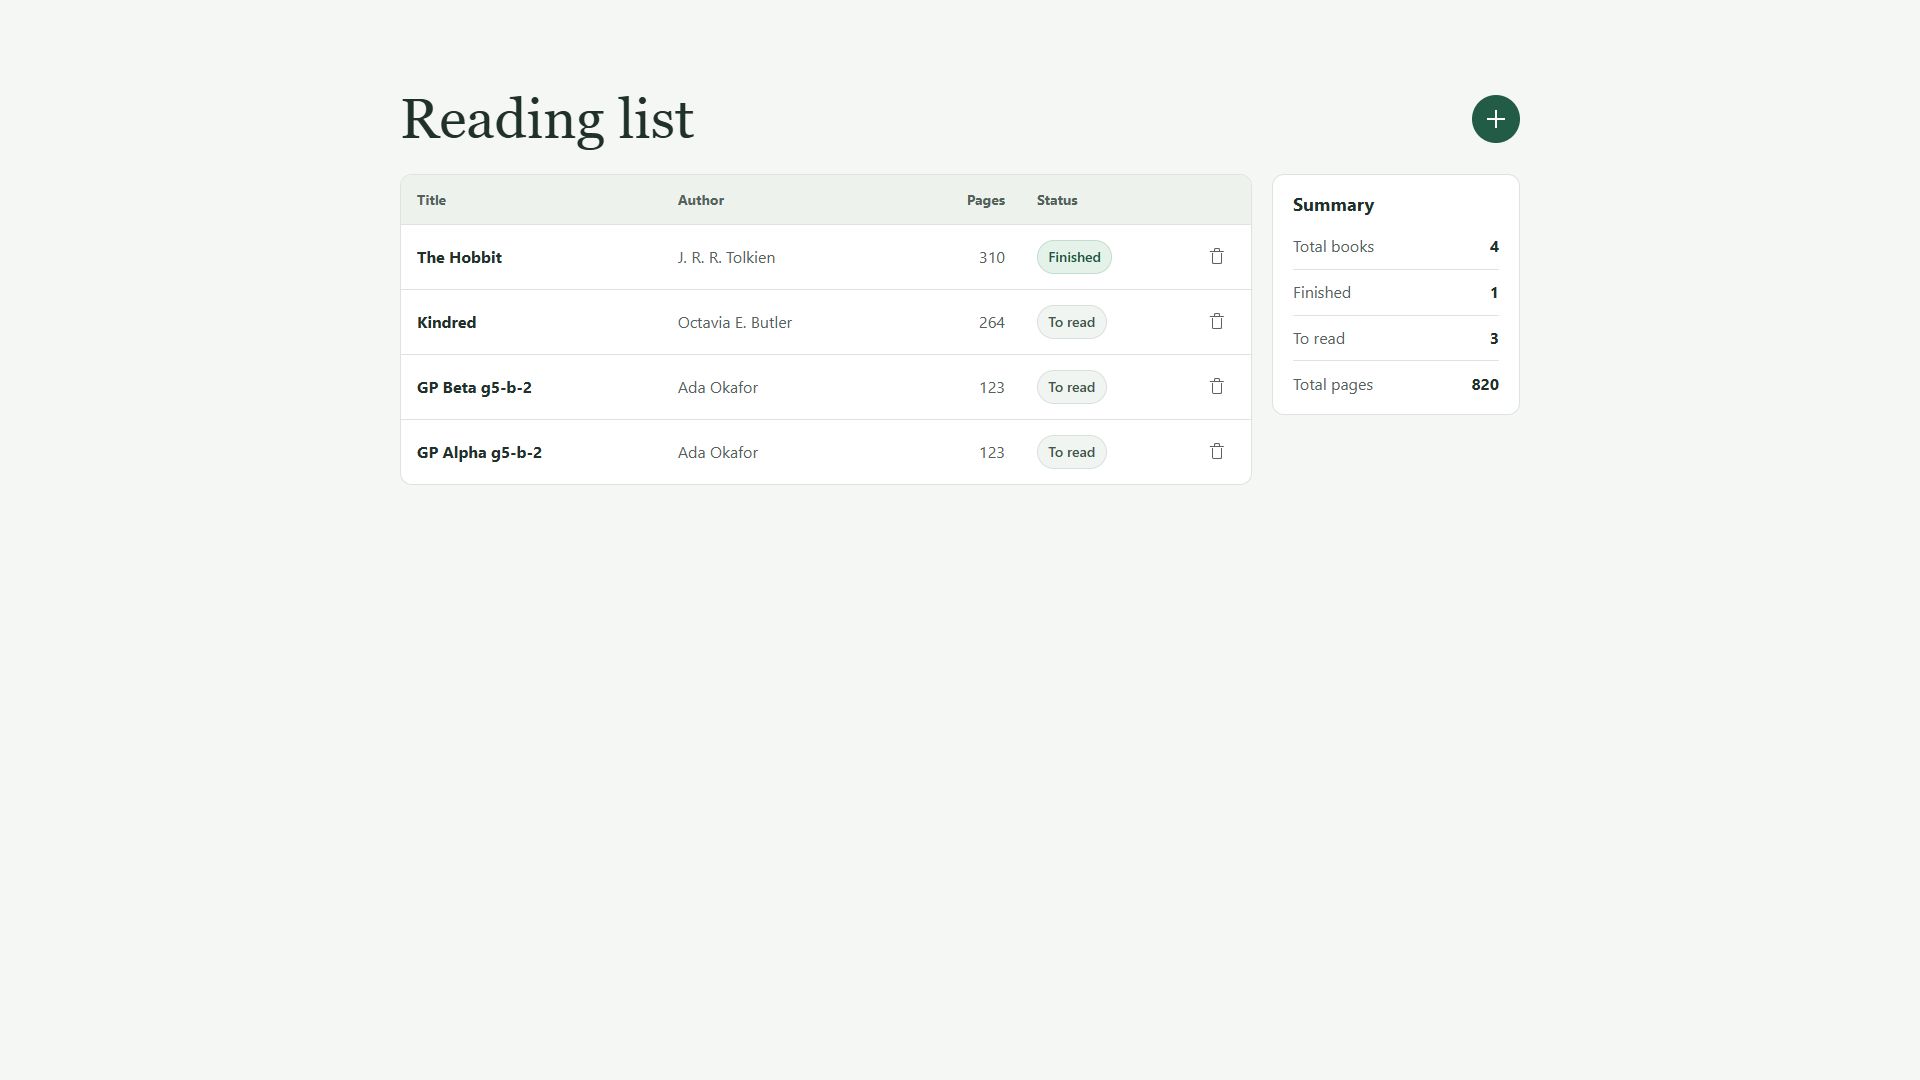 Reading list
Title Author Pages Status
The Hobbit J. R. R. Tolkien 310 Finished
Kindred Octavia E. Butler 264 To read
GP Beta g5-b-2 Ada Okafor 123 To read
GP Alpha g5-b-2 Ada Okafor 123 To read
Summary
Total books 4
Finished 1
To read 3
Total pages 820